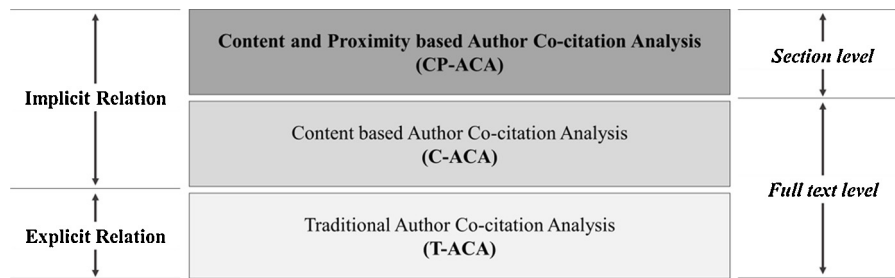 Content and Proximity based Author Co-citation Analysis
(CP-ACA)
Section level
Implicit Relation
Content based Author Co-citation Analysis
(C-ACA)
Full text level
Traditional Author Co-citation Analysis
(T-ACA)
Explicit Relation